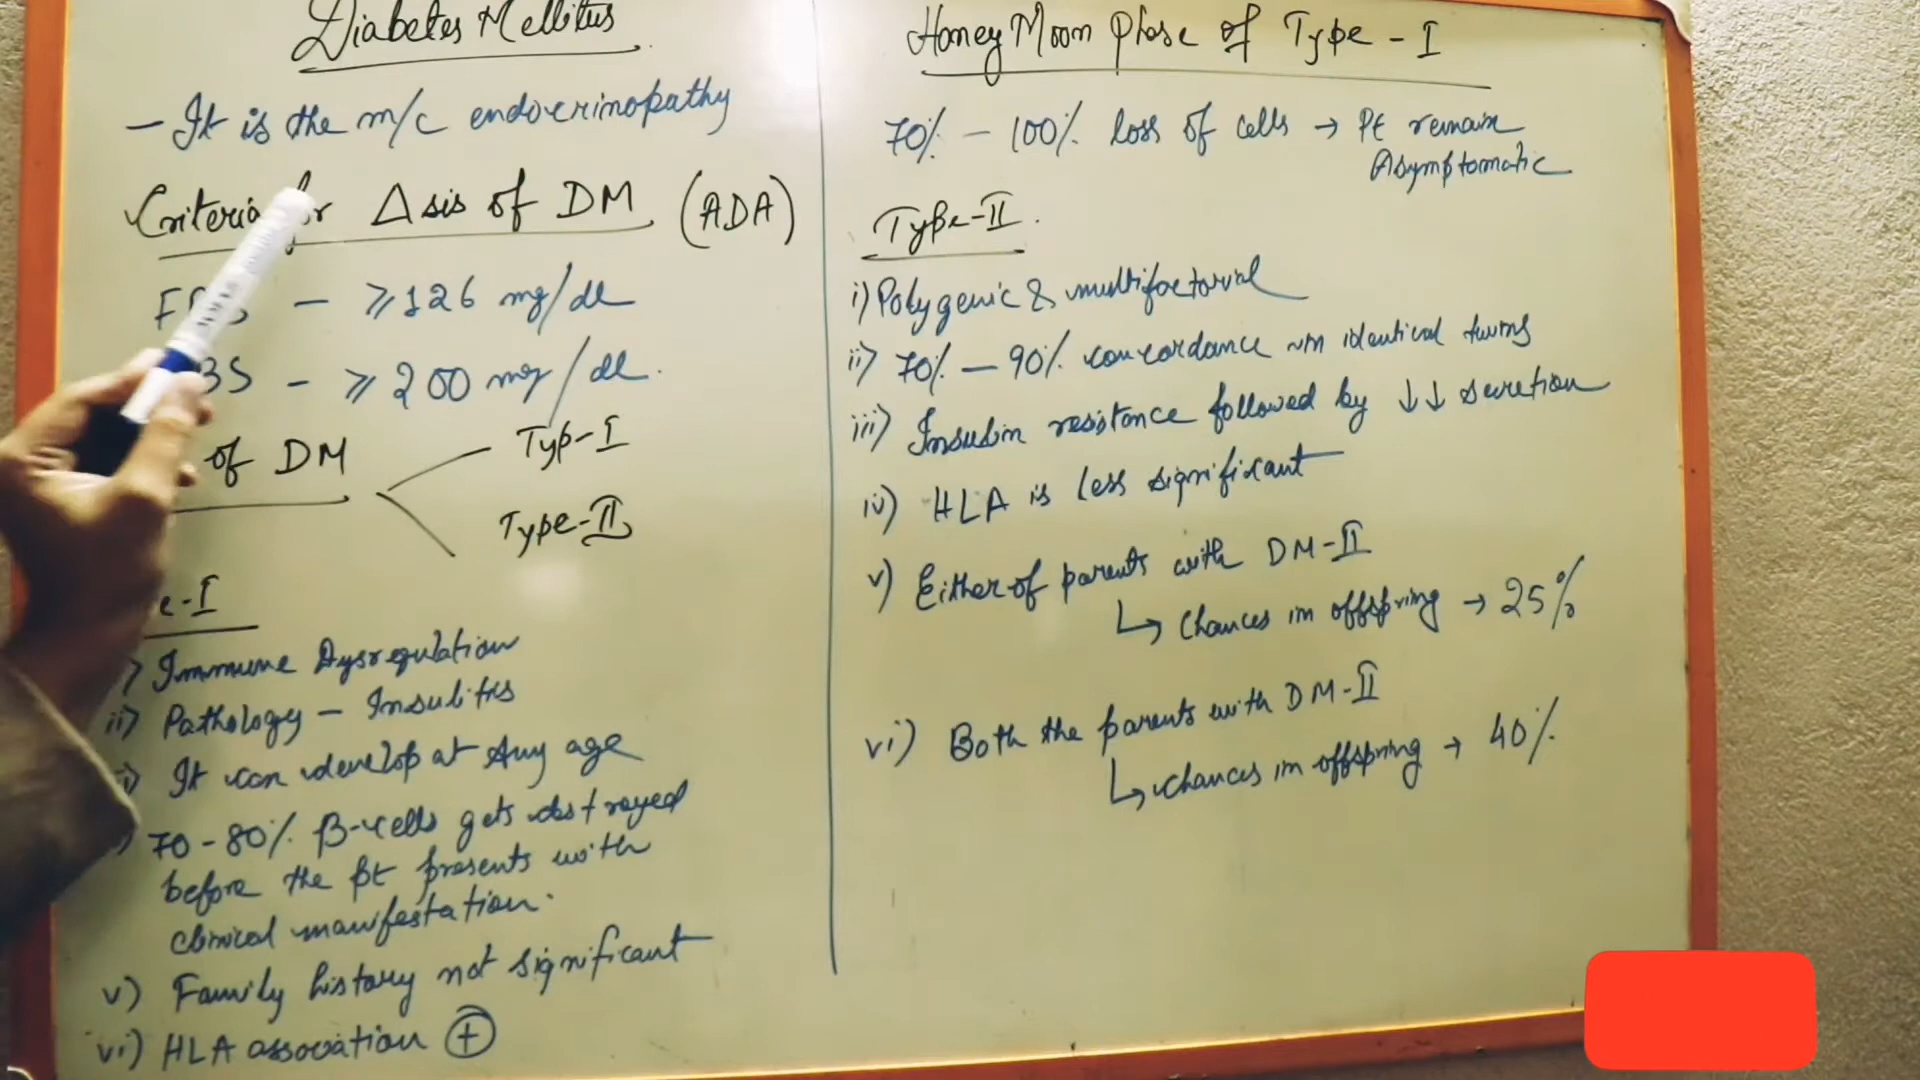 Diabetes Mellitus
- It is the m/c endocrinopathy
Criteria for Δsis of DM (ADA)
- ≥126 mg/dl
BS - ≥200 mg/dl.
of DM
Typ-I
Type-II
e-I
i) Immune Dysregulation
ii) Pathology - Insulitis
i) It can develop at Any age
) 70-80% β-cells gets destroyed
before the pt presents with
clinical manifestation.
v) Family history not significant
vi) HLA association ⊕
Honey Moon Phase of Type - I
70% - 100% loss of cells → Pt remain
Asymptomatic
Type-II.
i) Polygenic & multifactorial
ii) 70% - 90% concordance in identical twins
iii) Insulin resistance followed by ↓↓ secretion
iv) HLA is less significant
v) Either of parents with DM-II
↳ chances in offspring → 25%
vi) Both the parents with DM-II
↳ chances in offspring → 40%